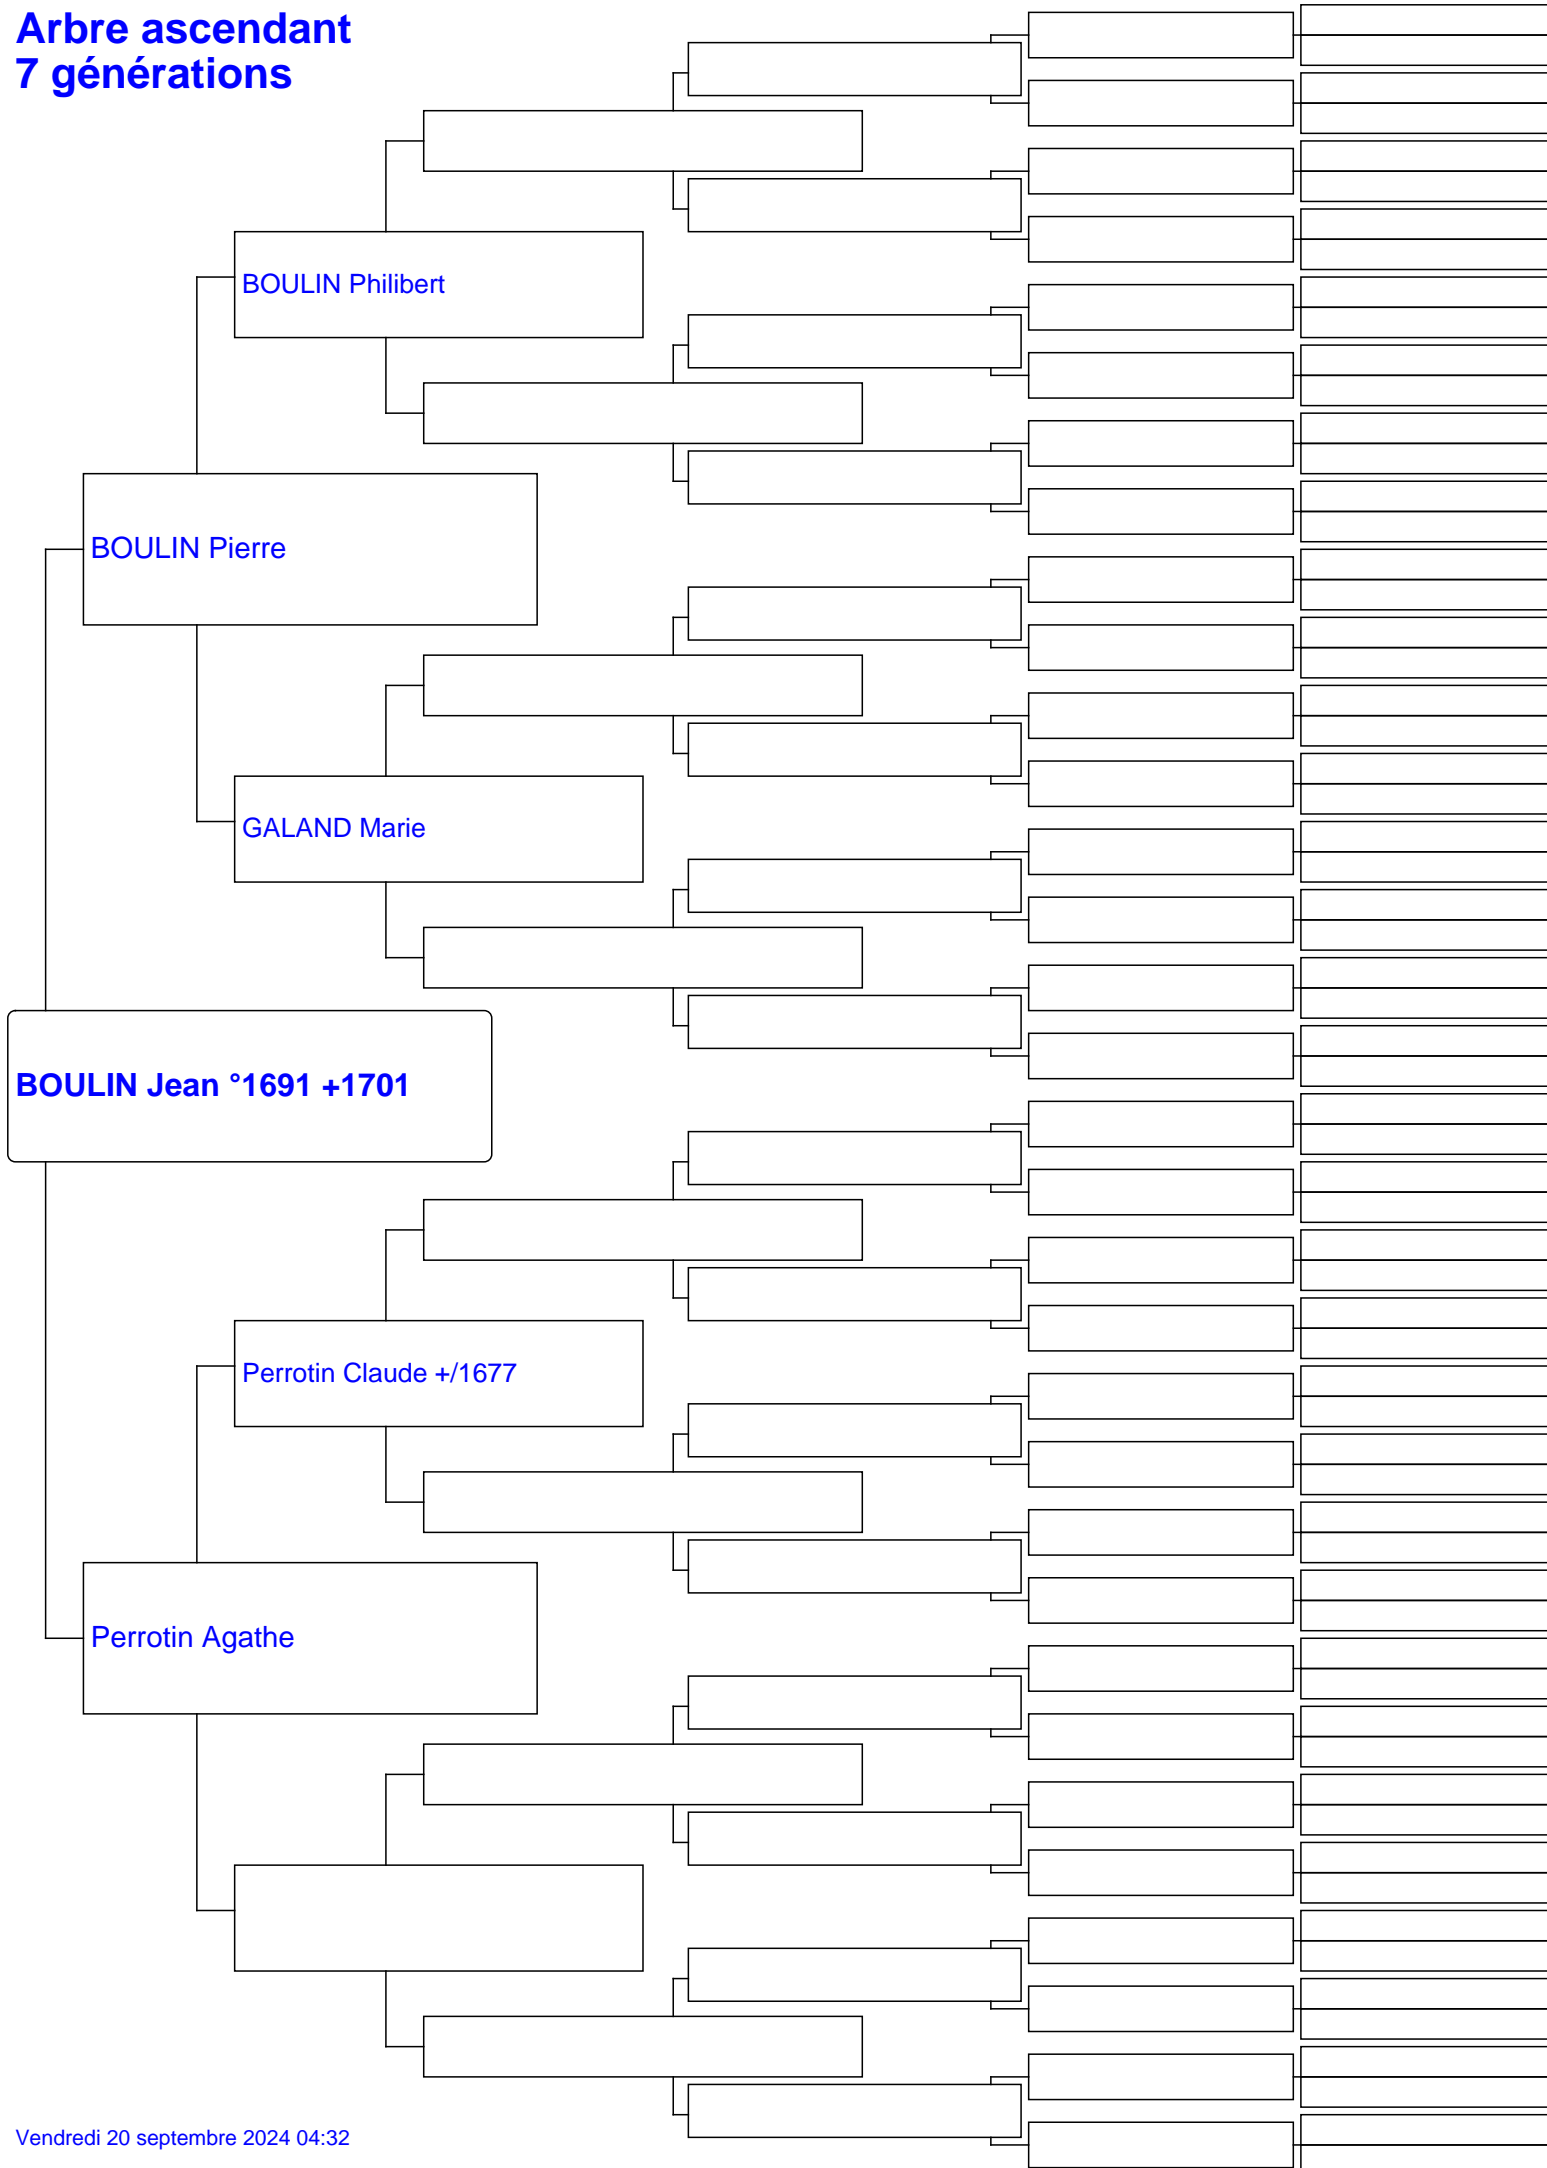 Arbre ascendant
7 générations
BOULIN Philibert
BOULIN Pierre
GALAND Marie
BOULIN Jean °1691 +1701
Perrotin Claude +/1677
Perrotin Agathe
Vendredi 20 septembre 2024 04:32